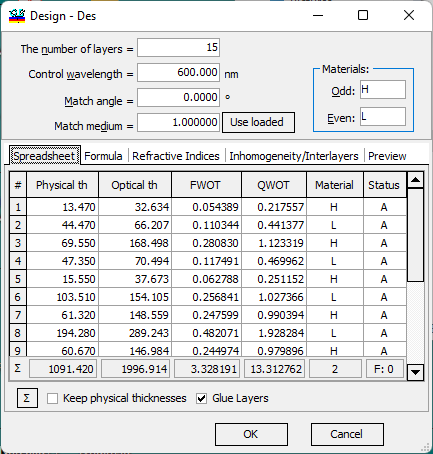 Design - Des
The number of layers = 15
Control wavelength = 600.000 nm
Match angle = 0.0000 °
Match medium = 1.000000 Use loaded
Materials:
Odd: H
Even: L
Spreadsheet Formula Refractive Indices Inhomogeneity/Interlayers Preview
# Physical th Optical th FWOT QWOT Material Status
1 13.470 32.634 0.054389 0.217557 H A
2 44.470 66.207 0.110344 0.441377 L A
3 69.550 168.498 0.280830 1.123319 H A
4 47.350 70.494 0.117491 0.469962 L A
5 15.550 37.673 0.062788 0.251152 H A
6 103.510 154.105 0.256841 1.027366 L A
7 61.320 148.559 0.247599 0.990394 H A
8 194.280 289.243 0.482071 1.928284 L A
9 60.670 146.984 0.244974 0.979896 H A
Σ 1091.420 1996.914 3.328191 13.312762 2 F: 0
Σ Keep physical thicknesses Glue Layers
OK Cancel